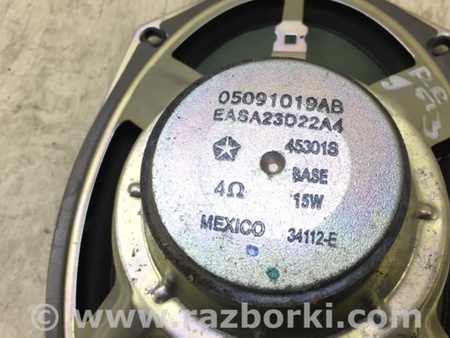 05091019AB
EASA23D22A4
45301S
BASE
4Ω 15W
MEXICO 34112-E
www.razborki.com